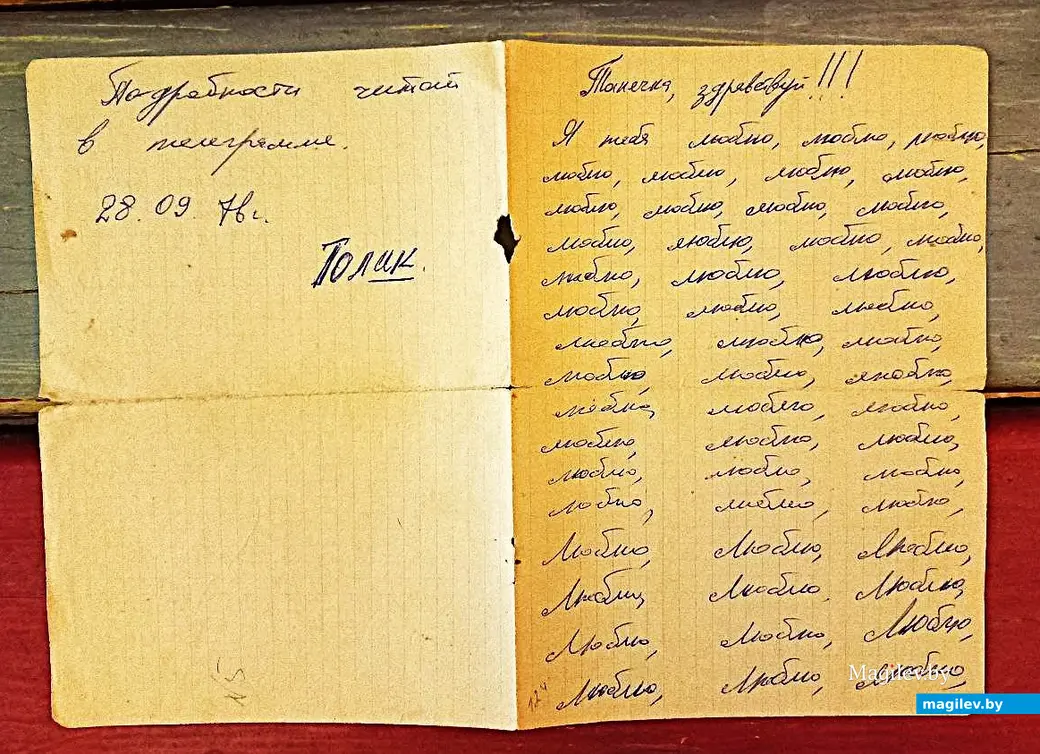 Танечка, здравствуй!!!
Я тебя люблю, люблю, люблю,
люблю, люблю, люблю, люблю,
люблю, люблю, люблю, люблю,
люблю, люблю, люблю, люблю,
люблю, люблю, люблю,
люблю, люблю, люблю,
люблю, люблю, люблю,
люблю, люблю, люблю,
люблю, люблю, люблю,
люблю, люблю, люблю,
люблю, люблю, люблю,
люблю, люблю, люблю,
Люблю, Люблю, Люблю,
Люблю, Люблю, Люблю,
Люблю, Люблю, Люблю,
Люблю, Люблю, Люблю,
Подробности читай
в телеграмме.
28.09 76г.
Толик.
Magilev.by
magilev.by